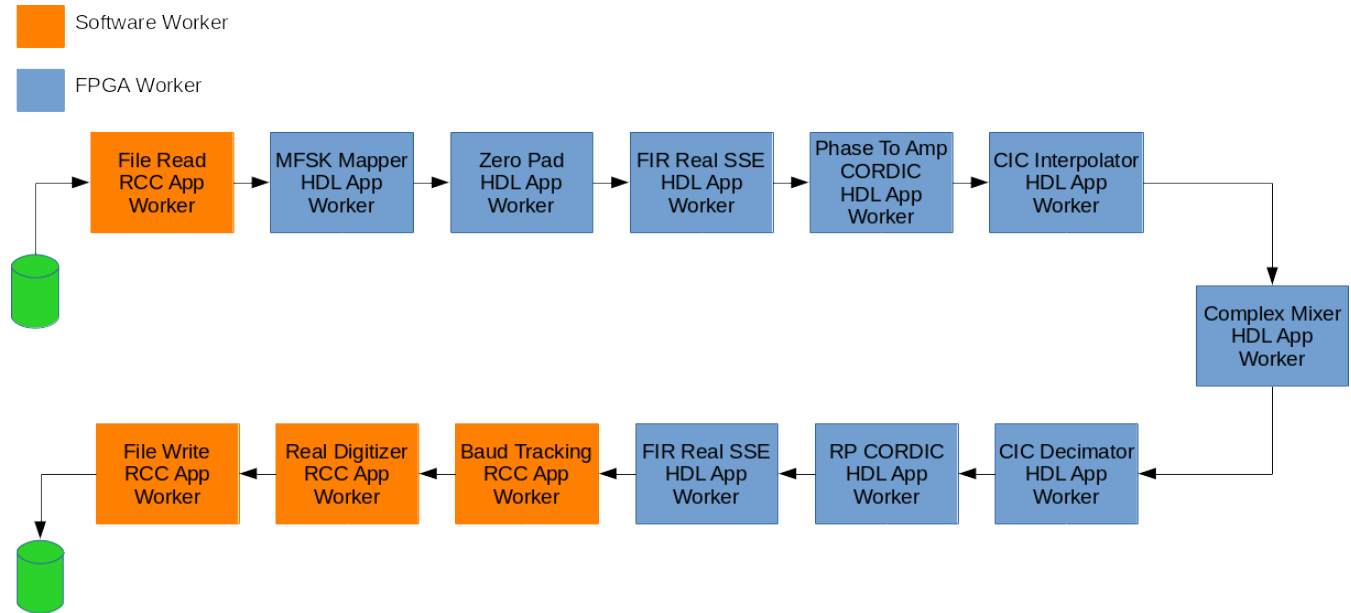 Software Worker
FPGA Worker
File Read
RCC App
Worker
MFSK Mapper
HDL App
Worker
Zero Pad
HDL App
Worker
FIR Real SSE
HDL App
Worker
Phase To Amp
CORDIC
HDL App
Worker
CIC Interpolator
HDL App
Worker
Complex Mixer
HDL App
Worker
File Write
RCC App
Worker
Real Digitizer
RCC App
Worker
Baud Tracking
RCC App
Worker
FIR Real SSE
HDL App
Worker
RP CORDIC
HDL App
Worker
CIC Decimator
HDL App
Worker